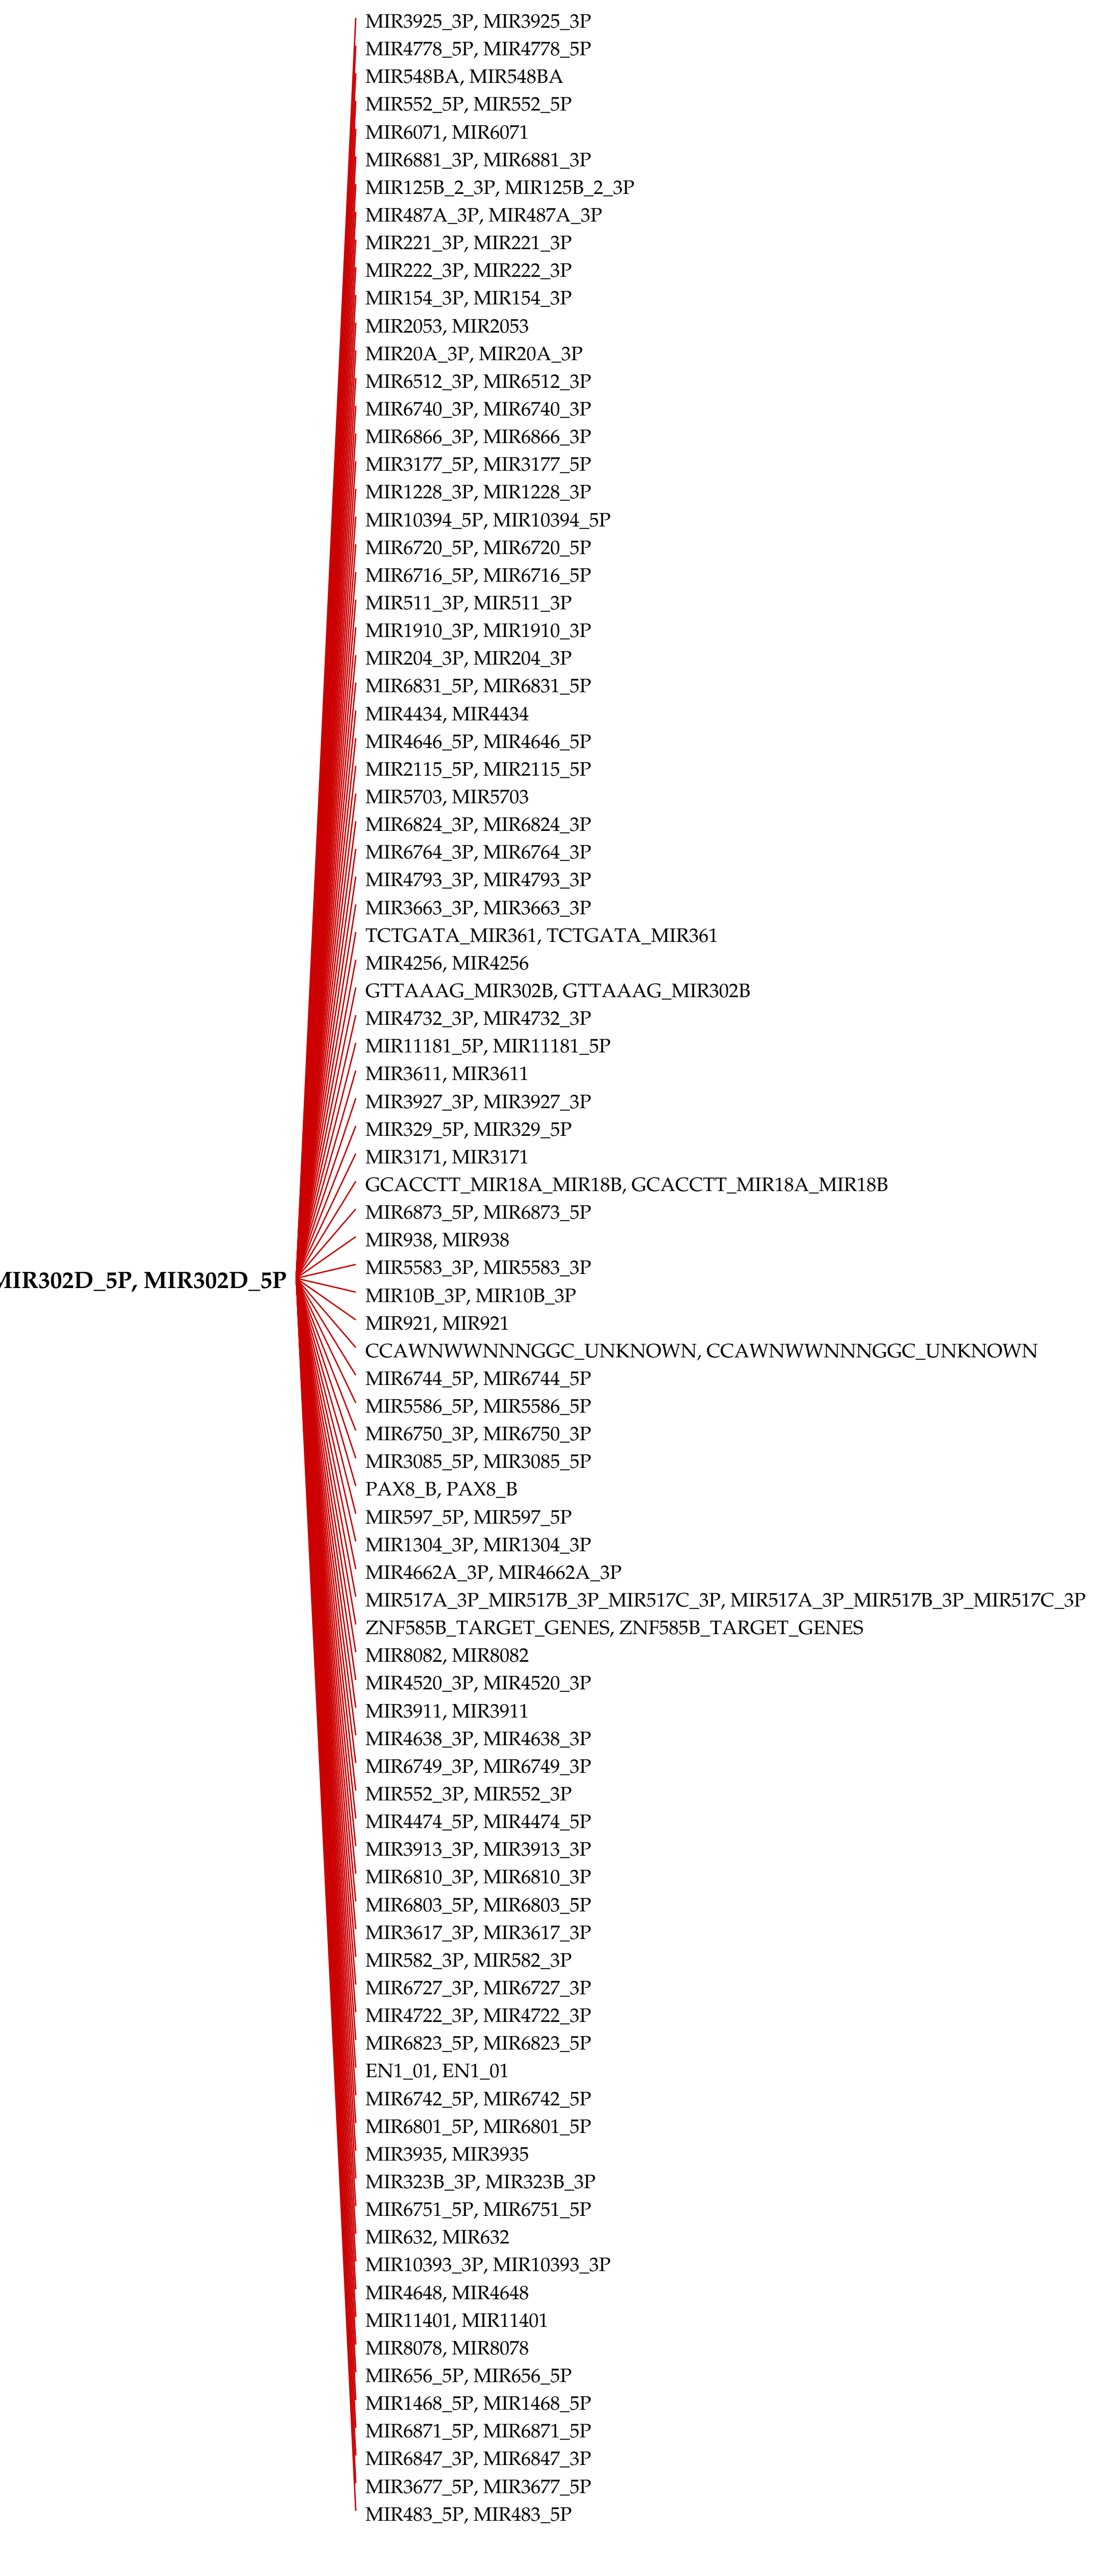 MIR3925_3P, MIR3925_3P
MIR4778_5P, MIR4778_5P
MIR548BA, MIR548BA
MIR552_5P, MIR552_5P
MIR6071, MIR6071
MIR6881_3P, MIR6881_3P
MIR125B_2_3P, MIR125B_2_3P
MIR487A_3P, MIR487A_3P
MIR221_3P, MIR221_3P
MIR222_3P, MIR222_3P
MIR154_3P, MIR154_3P
MIR2053, MIR2053
MIR20A_3P, MIR20A_3P
MIR6512_3P, MIR6512_3P
MIR6740_3P, MIR6740_3P
MIR6866_3P, MIR6866_3P
MIR3177_5P, MIR3177_5P
MIR1228_3P, MIR1228_3P
MIR10394_5P, MIR10394_5P
MIR6720_5P, MIR6720_5P
MIR6716_5P, MIR6716_5P
MIR511_3P, MIR511_3P
MIR1910_3P, MIR1910_3P
MIR204_3P, MIR204_3P
MIR6831_5P, MIR6831_5P
MIR4434, MIR4434
MIR4646_5P, MIR4646_5P
MIR2115_5P, MIR2115_5P
MIR5703, MIR5703
MIR6824_3P, MIR6824_3P
MIR6764_3P, MIR6764_3P
MIR4793_3P, MIR4793_3P
MIR3663_3P, MIR3663_3P
TCTGATA_MIR361, TCTGATA_MIR361
MIR4256, MIR4256
GTTAAAG_MIR302B, GTTAAAG_MIR302B
MIR4732_3P, MIR4732_3P
MIR11181_5P, MIR11181_5P
MIR3611, MIR3611
MIR3927_3P, MIR3927_3P
MIR329_5P, MIR329_5P
MIR3171, MIR3171
GCACCTT_MIR18A_MIR18B, GCACCTT_MIR18A_MIR18B
MIR6873_5P, MIR6873_5P
MIR938, MIR938
MIR5583_3P, MIR5583_3P
MIR302D_5P, MIR302D_5P
MIR10B_3P, MIR10B_3P
MIR921, MIR921
CCAWNWWNNNGGC_UNKNOWN, CCAWNWWNNNGGC_UNKNOWN
MIR6744_5P, MIR6744_5P
MIR5586_5P, MIR5586_5P
MIR6750_3P, MIR6750_3P
MIR3085_5P, MIR3085_5P
PAX8_B, PAX8_B
MIR597_5P, MIR597_5P
MIR1304_3P, MIR1304_3P
MIR4662A_3P, MIR4662A_3P
MIR517A_3P_MIR517B_3P_MIR517C_3P, MIR517A_3P_MIR517B_3P_MIR517C_3P
ZNF585B_TARGET_GENES, ZNF585B_TARGET_GENES
MIR8082, MIR8082
MIR4520_3P, MIR4520_3P
MIR3911, MIR3911
MIR4638_3P, MIR4638_3P
MIR6749_3P, MIR6749_3P
MIR552_3P, MIR552_3P
MIR4474_5P, MIR4474_5P
MIR3913_3P, MIR3913_3P
MIR6810_3P, MIR6810_3P
MIR6803_5P, MIR6803_5P
MIR3617_3P, MIR3617_3P
MIR582_3P, MIR582_3P
MIR6727_3P, MIR6727_3P
MIR4722_3P, MIR4722_3P
MIR6823_5P, MIR6823_5P
EN1_01, EN1_01
MIR6742_5P, MIR6742_5P
MIR6801_5P, MIR6801_5P
MIR3935, MIR3935
MIR323B_3P, MIR323B_3P
MIR6751_5P, MIR6751_5P
MIR632, MIR632
MIR10393_3P, MIR10393_3P
MIR4648, MIR4648
MIR11401, MIR11401
MIR8078, MIR8078
MIR656_5P, MIR656_5P
MIR1468_5P, MIR1468_5P
MIR6871_5P, MIR6871_5P
MIR6847_3P, MIR6847_3P
MIR3677_5P, MIR3677_5P
MIR483_5P, MIR483_5P